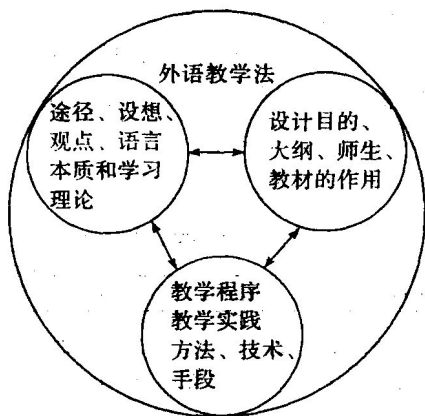 外语教学法
途径、设想、
观点、语言
本质和学习
理论
设计目的、
大纲、师生、
教材的作用
教学程序
教学实践
方法、技术、
手段